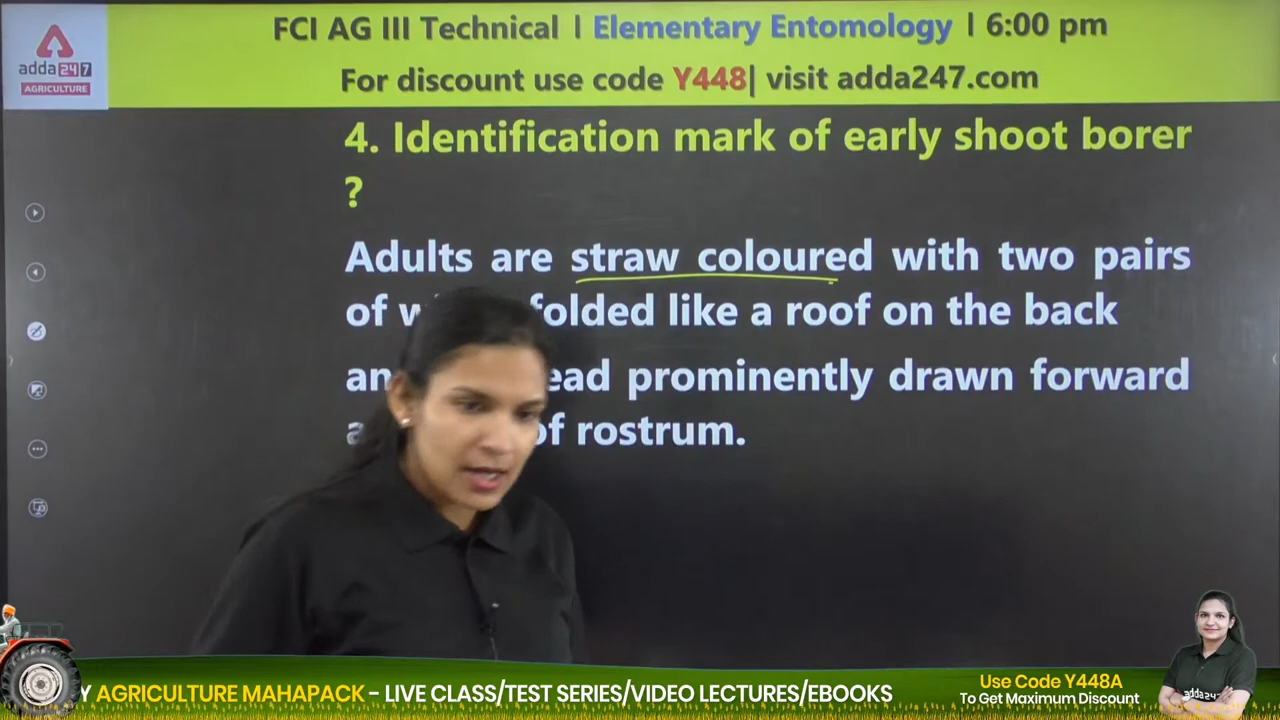 FCI AG III Technical | Elementary Entomology | 6:00 pm
For discount use code Y448| visit adda247.com
adda247
AGRICULTURE
4. Identification mark of early shoot borer
?
Adults are straw coloured with two pairs
of folded like a roof on the back
prominently drawn forward
of rostrum.
AGRICULTURE MAHAPACK - LIVE CLASS/TEST SERIES/VIDEO LECTURES/EBOOKS
Use Code Y448A
To Get Maximum Discount